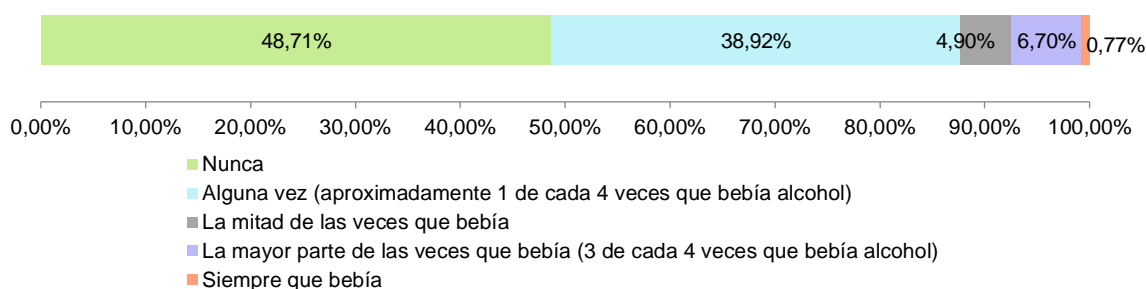 48,71% 38,92% 4,90% 6,70% 0,77%
0,00% 10,00% 20,00% 30,00% 40,00% 50,00% 60,00% 70,00% 80,00% 90,00% 100,00%
Nunca
Alguna vez (aproximadamente 1 de cada 4 veces que bebía alcohol)
La mitad de las veces que bebía
La mayor parte de las veces que bebía (3 de cada 4 veces que bebía alcohol)
Siempre que bebía